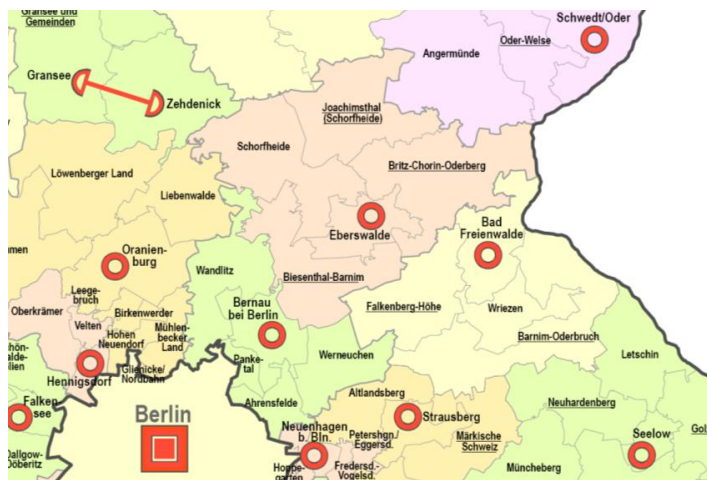 Gransee und
Gemeinden
Schwedt/Oder
Oder-Welse
Angermünde
Gransee
Zehdenick
Joachimsthal
(Schorfheide)
Schorfheide
Britz-Chorin-Oderberg
Löwenberger Land
Liebenwalde
Eberswalde
Bad
Freienwalde
men
Oranien-
burg
Wandlitz
Biesenthal-Barnim
Leege-
bruch
Oberkrämer
Velten
Birkenwerder
Bernau
bei Berlin
Falkenberg-Höhe
Wriezen
Hohen
Neuendorf
Mühlen-
becker
Land
Barnim-Oderbruch
Letschin
Panke-
tal
Werneuchen
Glienicke/
Nordbahn
Hennigsdorf
Altlandsberg
Neuhardenberg
Ahrensfelde
Falken
see
Berlin
Strausberg
Neuenhagen
b. Bln.
Petershgn./
Eggersd.
Märkische
Schweiz
Seelow
Dallgow-
Döberitz
Hoppe-
garten
Fredersd.-
Vogelsd.
Müncheberg